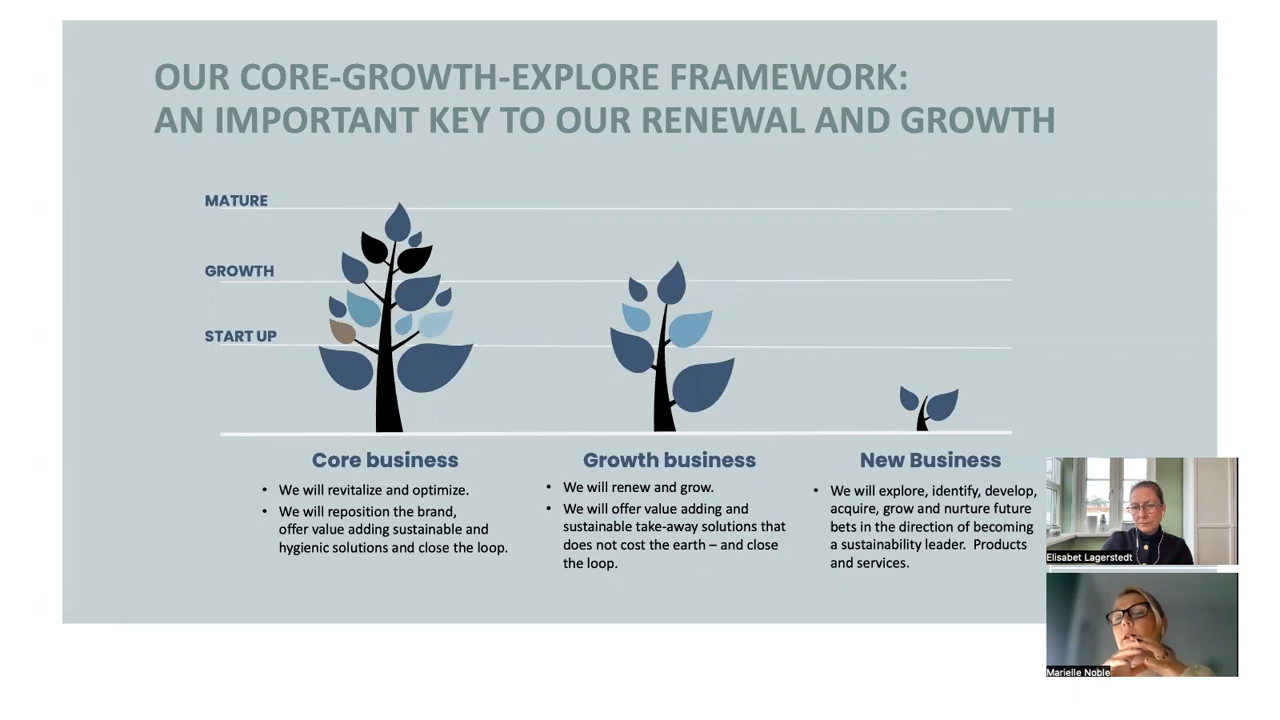 OUR CORE-GROWTH-EXPLORE FRAMEWORK:
AN IMPORTANT KEY TO OUR RENEWAL AND GROWTH
MATURE
GROWTH
START UP
Core business
• We will revitalize and optimize.
• We will reposition the brand,
offer value adding sustainable and
hygienic solutions and close the loop.
Growth business
• We will renew and grow.
• We will offer value adding and
sustainable take-away solutions that
does not cost the earth – and close
the loop.
New Business
• We will explore, identify, develop,
acquire, grow and nurture future
bets in the direction of becoming
a sustainability leader. Products
and services.
Elisabet Lagerstedt
Marielle Noble